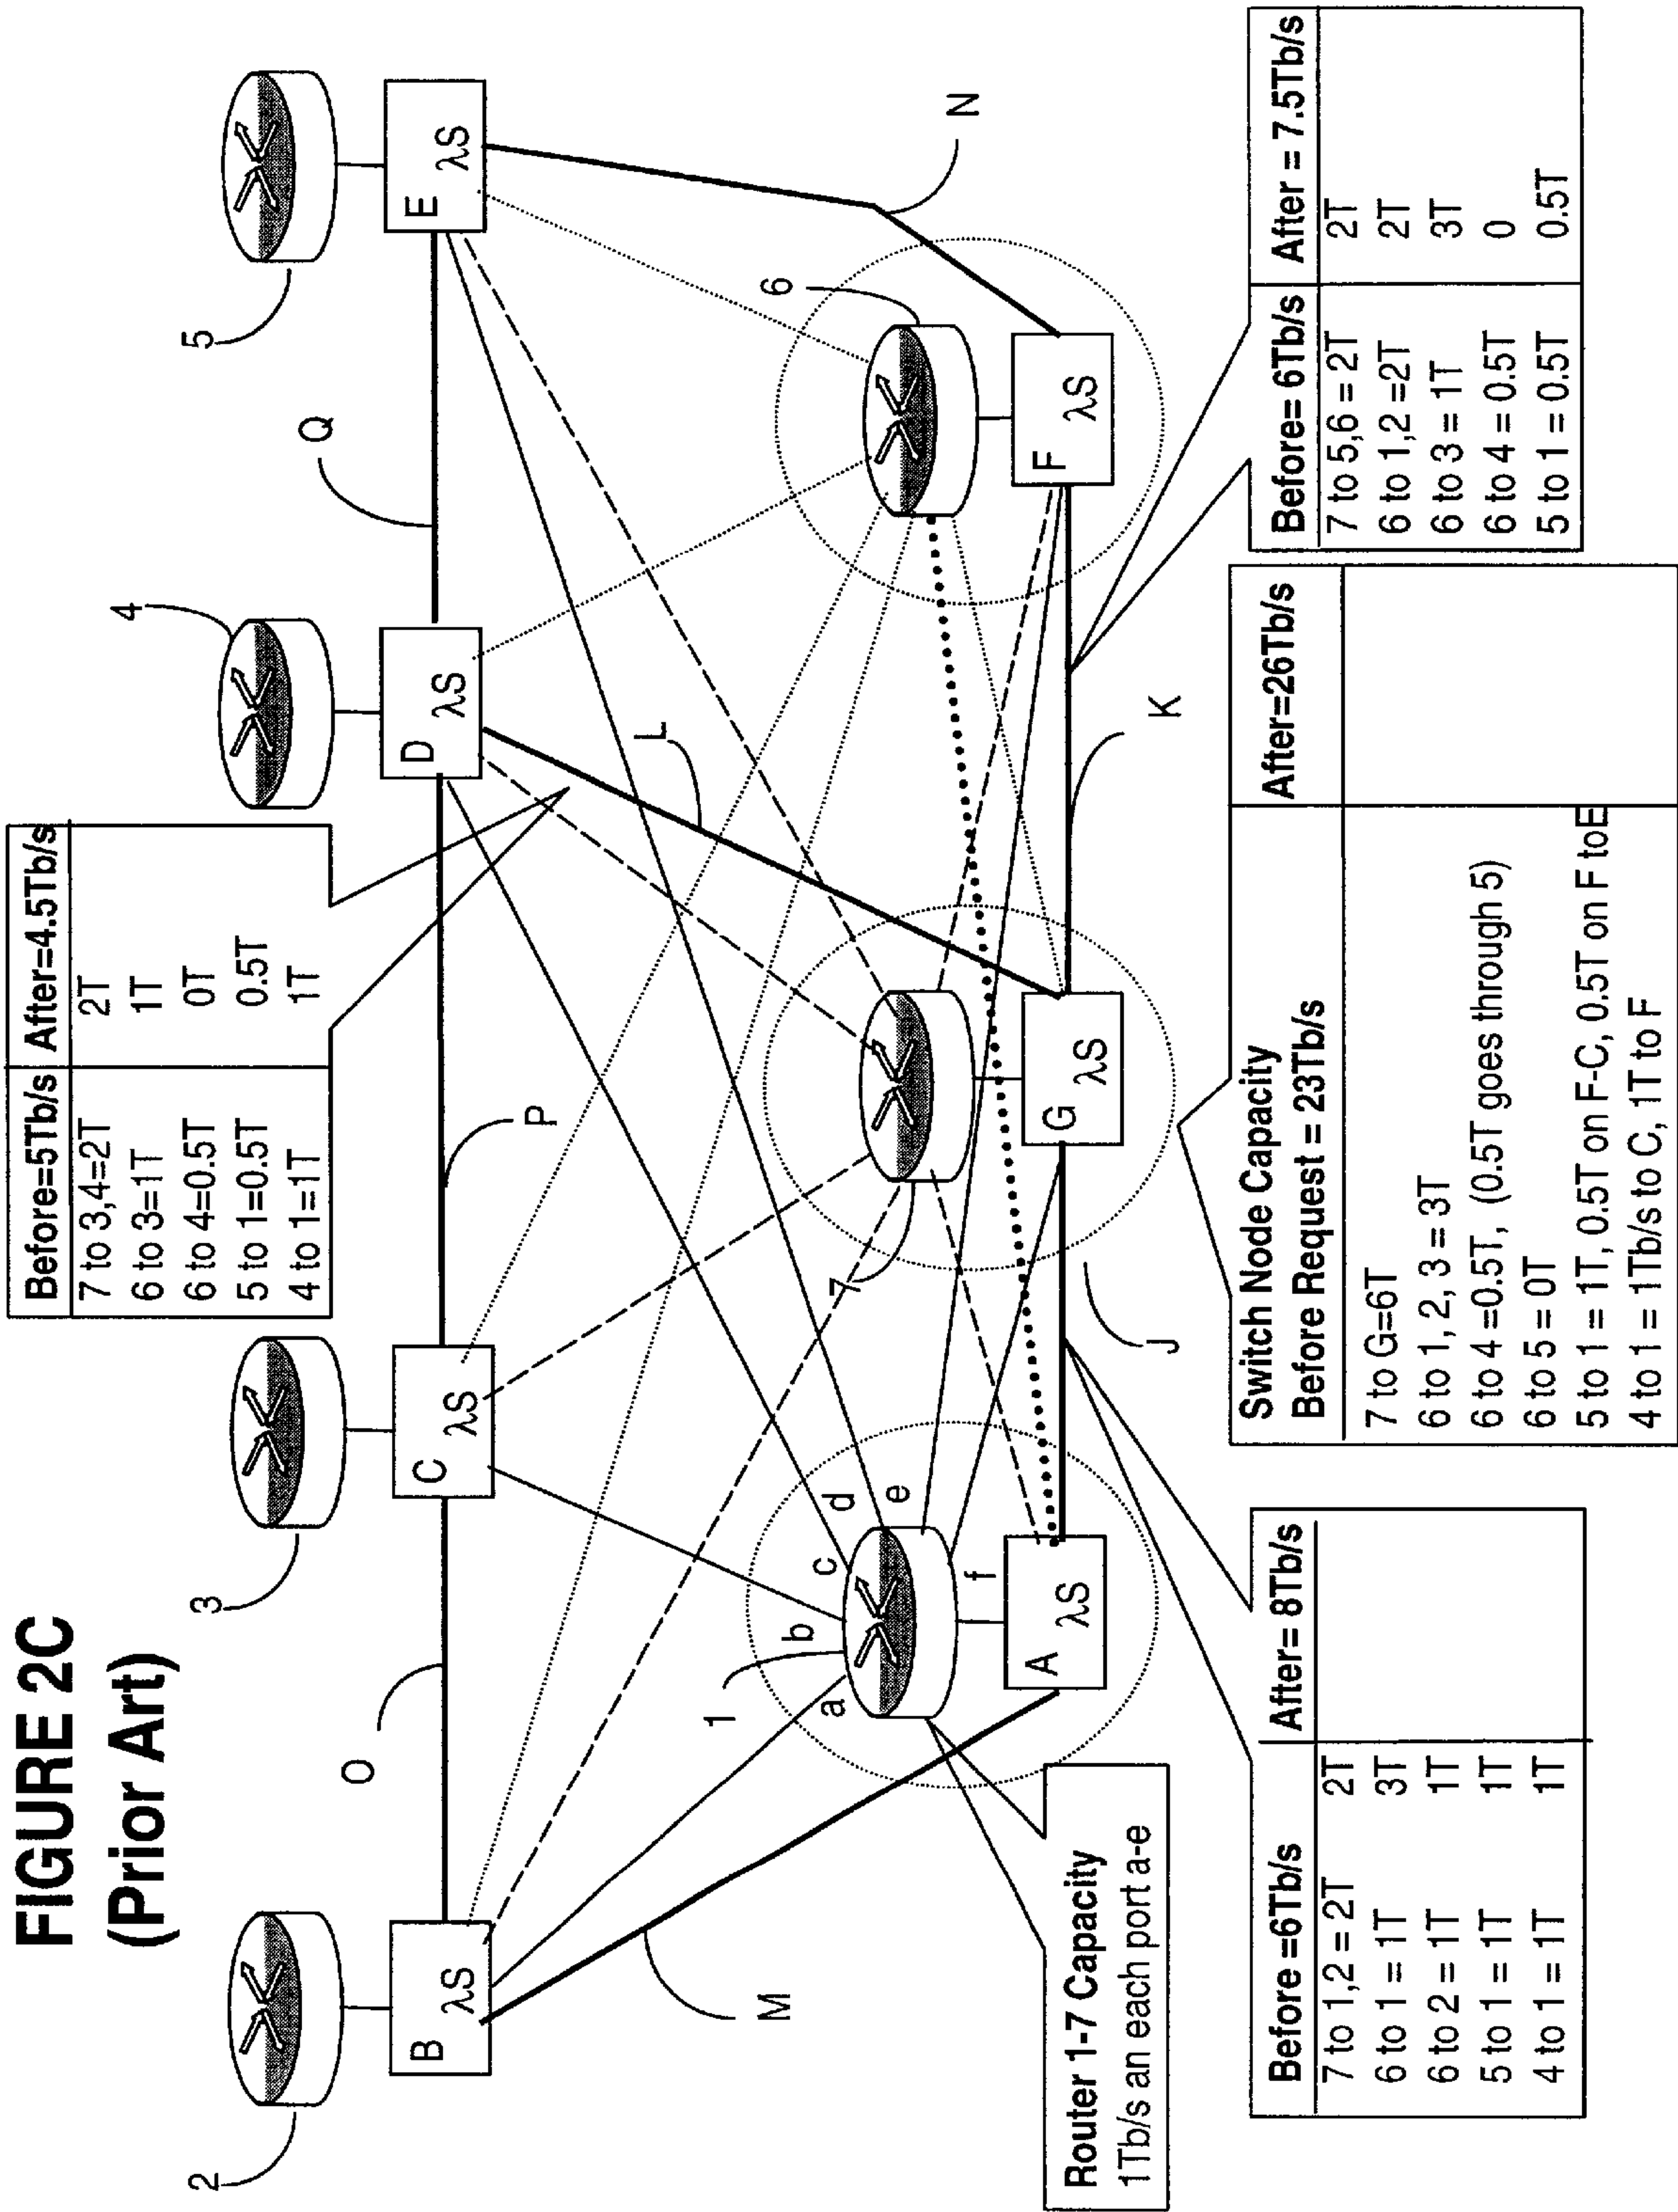 FIGURE 2C
(Prior Art)
Before=5Tb/s After=4.5Tb/s
7 to 3,4=2T 2T
6 to 3=1T 1T
6 to 4=0.5T 0T
5 to 1=0.5T 0.5T
4 to 1=1T 1T
2
3
4
5
O
P
Q
B λS
C λS
D λS
E λS
M
L
N
1
a
b
c
d
e
f
7
6
A λS
G λS
F λS
J
K
Router 1-7 Capacity
1Tb/s an each port a-e
Before =6Tb/s After= 8Tb/s
7 to 1,2 = 2T 2T
6 to 1 = 1T 3T
6 to 2 = 1T 1T
5 to 1 = 1T 1T
4 to 1 = 1T 1T
Switch Node Capacity
Before Request = 23Tb/s After=26Tb/s
7 to G=6T
6 to 1, 2, 3 = 3T
6 to 4 =0.5T, (0.5T goes through 5)
6 to 5 = 0T
5 to 1 = 1T, 0.5T on F-C, 0.5T on F toE
4 to 1 = 1Tb/s to C, 1T to F
Before= 6Tb/s After = 7.5Tb/s
7 to 5,6 = 2T 2T
6 to 1,2 =2T 2T
6 to 3 = 1T 3T
6 to 4 = 0.5T 0
5 to 1 = 0.5T 0.5T